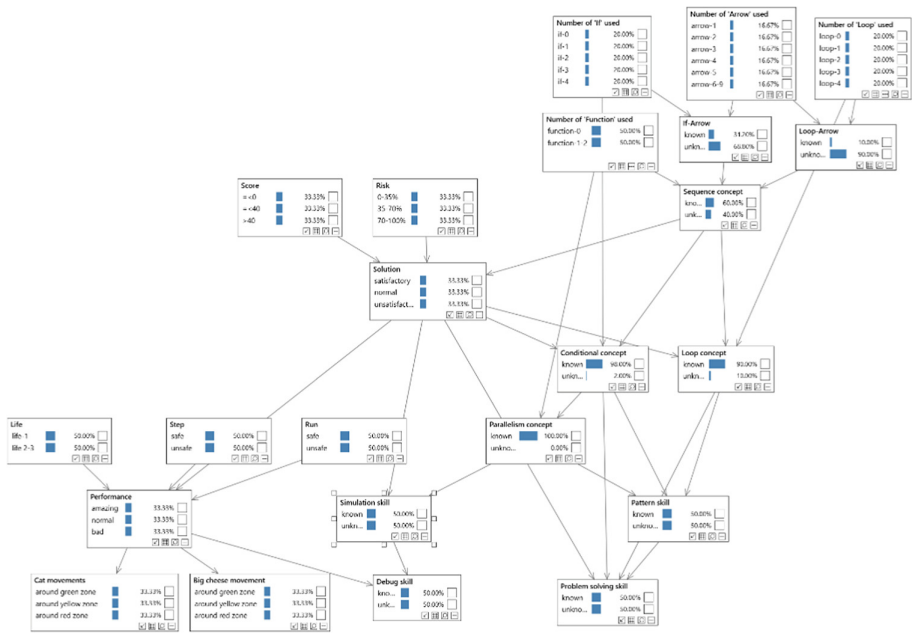 Number of 'If' used
if-0 20.00%
if-1 20.00%
if-2 20.00%
if-3 20.00%
if-4 20.00%
Number of 'Arrow' used
arrow-1 16.67%
arrow-2 16.67%
arrow-3 16.67%
arrow-4 16.67%
arrow-5 16.67%
arrow-6-9 16.67%
Number of 'Loop' used
loop-0 20.00%
loop-1 20.00%
loop-2 20.00%
loop-3 20.00%
loop-4 20.00%
Number of 'Function' used
function-0 50.00%
function-1-2 50.00%
If-Arrow
known
unkn...
Loop-Arrow
known 10.00%
unkno... 90.00%
Sequence concept
kno... 60.00%
unk... 40.00%
Score
=<0 33.33%
=<40 33.33%
>40 33.33%
Risk
0-35% 33.33%
35-70% 33.33%
70-100% 33.33%
Solution
satisfactory 33.33%
normal 33.33%
unsatisfact... 33.33%
Conditional concept
known 98.00%
unkn... 2.00%
Loop concept
known 90.00%
unkn... 10.00%
Life
life-1 50.00%
life 2-3 50.00%
Step
safe 50.00%
unsafe 50.00%
Run
safe 50.00%
unsafe 50.00%
Parallelism concept
known 100.00%
unkno... 0.00%
Performance
amazing 33.33%
normal 33.33%
bad 33.33%
Simulation skill
known 50.00%
unkn... 50.00%
Pattern skill
known 50.00%
unkno... 50.00%
Cat movements
around green zone 33.33%
around yellow zone 33.33%
around red zone 33.33%
Big cheese movement
around green zone 33.33%
around yellow zone 33.33%
around red zone 33.33%
Debug skill
kno... 50.00%
unk... 50.00%
Problem solving skill
known 50.00%
unkno... 50.00%